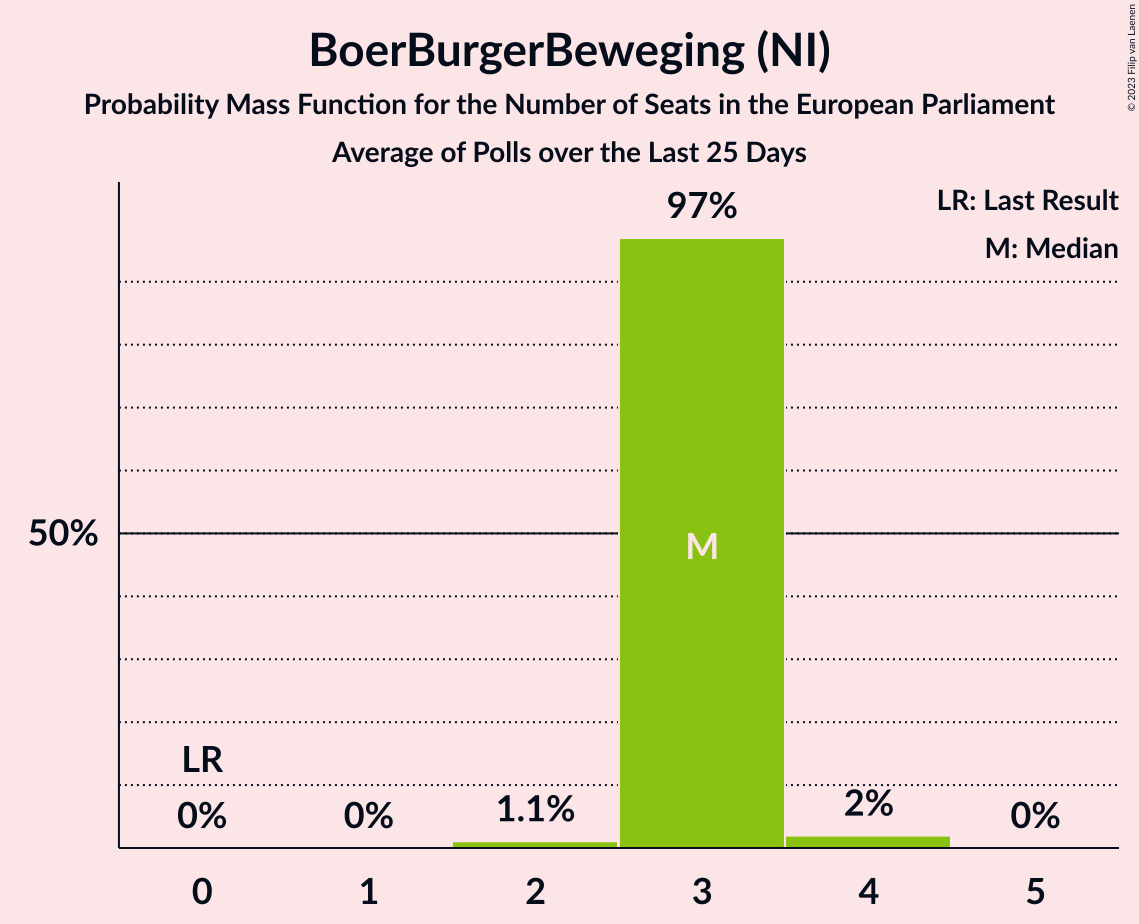 BoerBurgerBeweging (NI)
Probability Mass Function for the Number of Seats in the European Parliament
Average of Polls over the Last 25 Days
© 2023 Filip van Laenen
LR: Last Result
M: Median
97%
50%
M
LR
0%
0%
1.1%
2%
0%
0
1
2
3
4
5